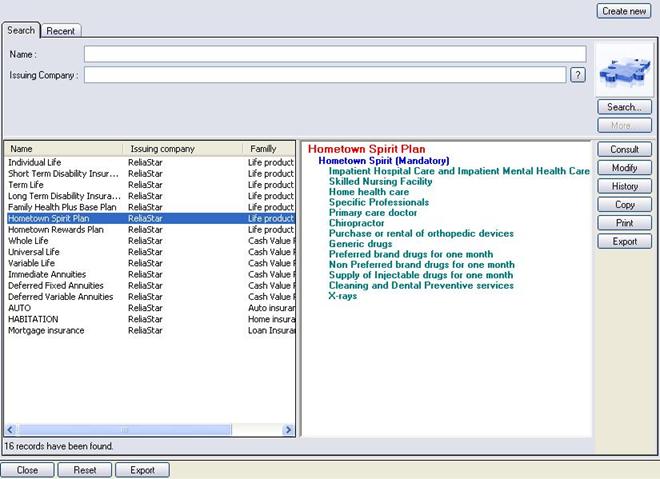 Create new
Search Recent
Name :
Issuing Company : ?
Search...
More...
Name Issuing company Familly
Individual Life ReliaStar Life product
Short Term Disability Insur... ReliaStar Life product
Term Life ReliaStar Life product
Long Term Disability Insura... ReliaStar Life product
Family Health Plus Base Plan ReliaStar Life product
Hometown Spirit Plan ReliaStar Life product
Hometown Rewards Plan ReliaStar Life product
Whole Life ReliaStar Cash Value F
Universal Life ReliaStar Cash Value F
Variable Life ReliaStar Cash Value F
Immediate Annuities ReliaStar Cash Value F
Deferred Fixed Annuities ReliaStar Cash Value F
Deferred Variable Annuities ReliaStar Cash Value F
AUTO ReliaStar Auto insurar
HABITATION ReliaStar Home insura
Mortgage insurance ReliaStar Loan Insurar
Hometown Spirit Plan
Hometown Spirit (Mandatory)
Impatient Hospital Care and Impatient Mental Health Care
Skilled Nursing Facility
Home health care
Specific Professionals
Primary care doctor
Chiropractor
Purchase or rental of orthopedic devices
Generic drugs
Preferred brand drugs for one month
Non Preferred brand drugs for one month
Supply of Injectable drugs for one month
Cleaning and Dental Preventive services
X-rays
Consult
Modify
History
Copy
Print
Export
16 records have been found.
Close Reset Export